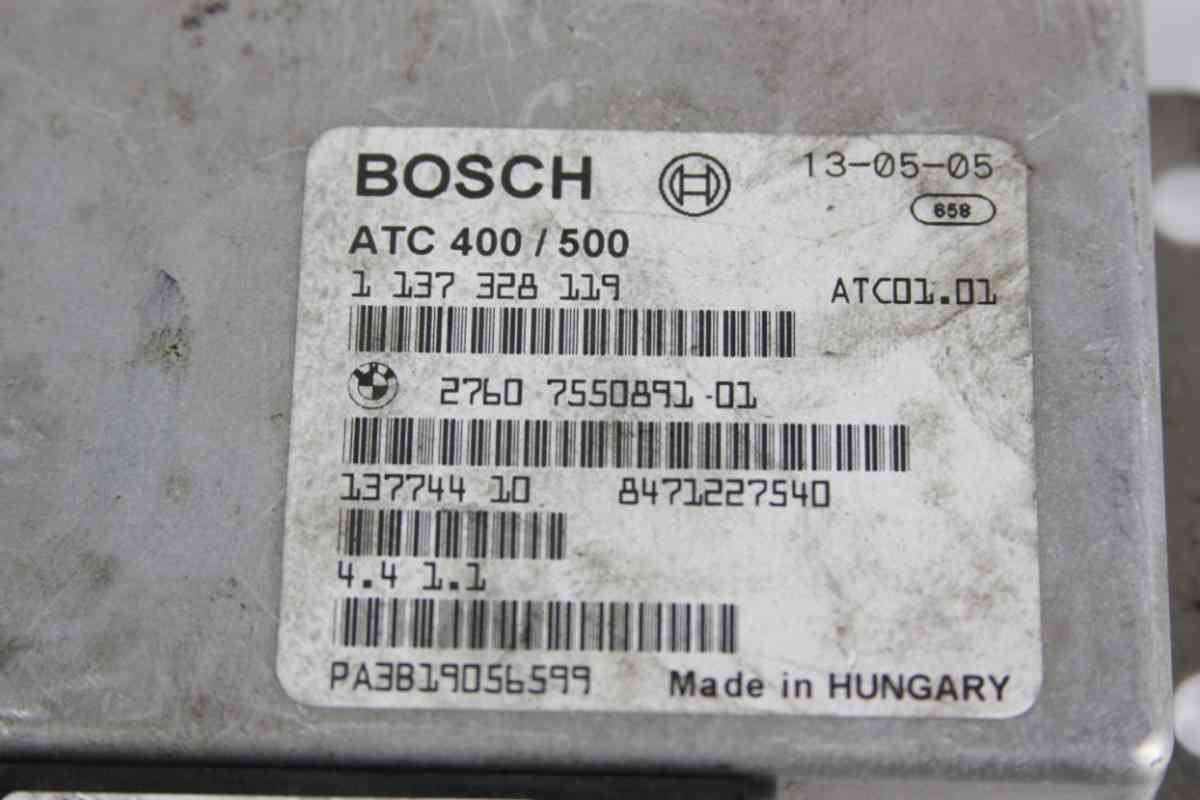 BOSCH 13-05-05
658
ATC 400 / 500
1 137 328 119 ATC01.01
2760 7550891 01
137744 10 8471227540
4.4 1.1
PA3B19056599 Made in HUNGARY